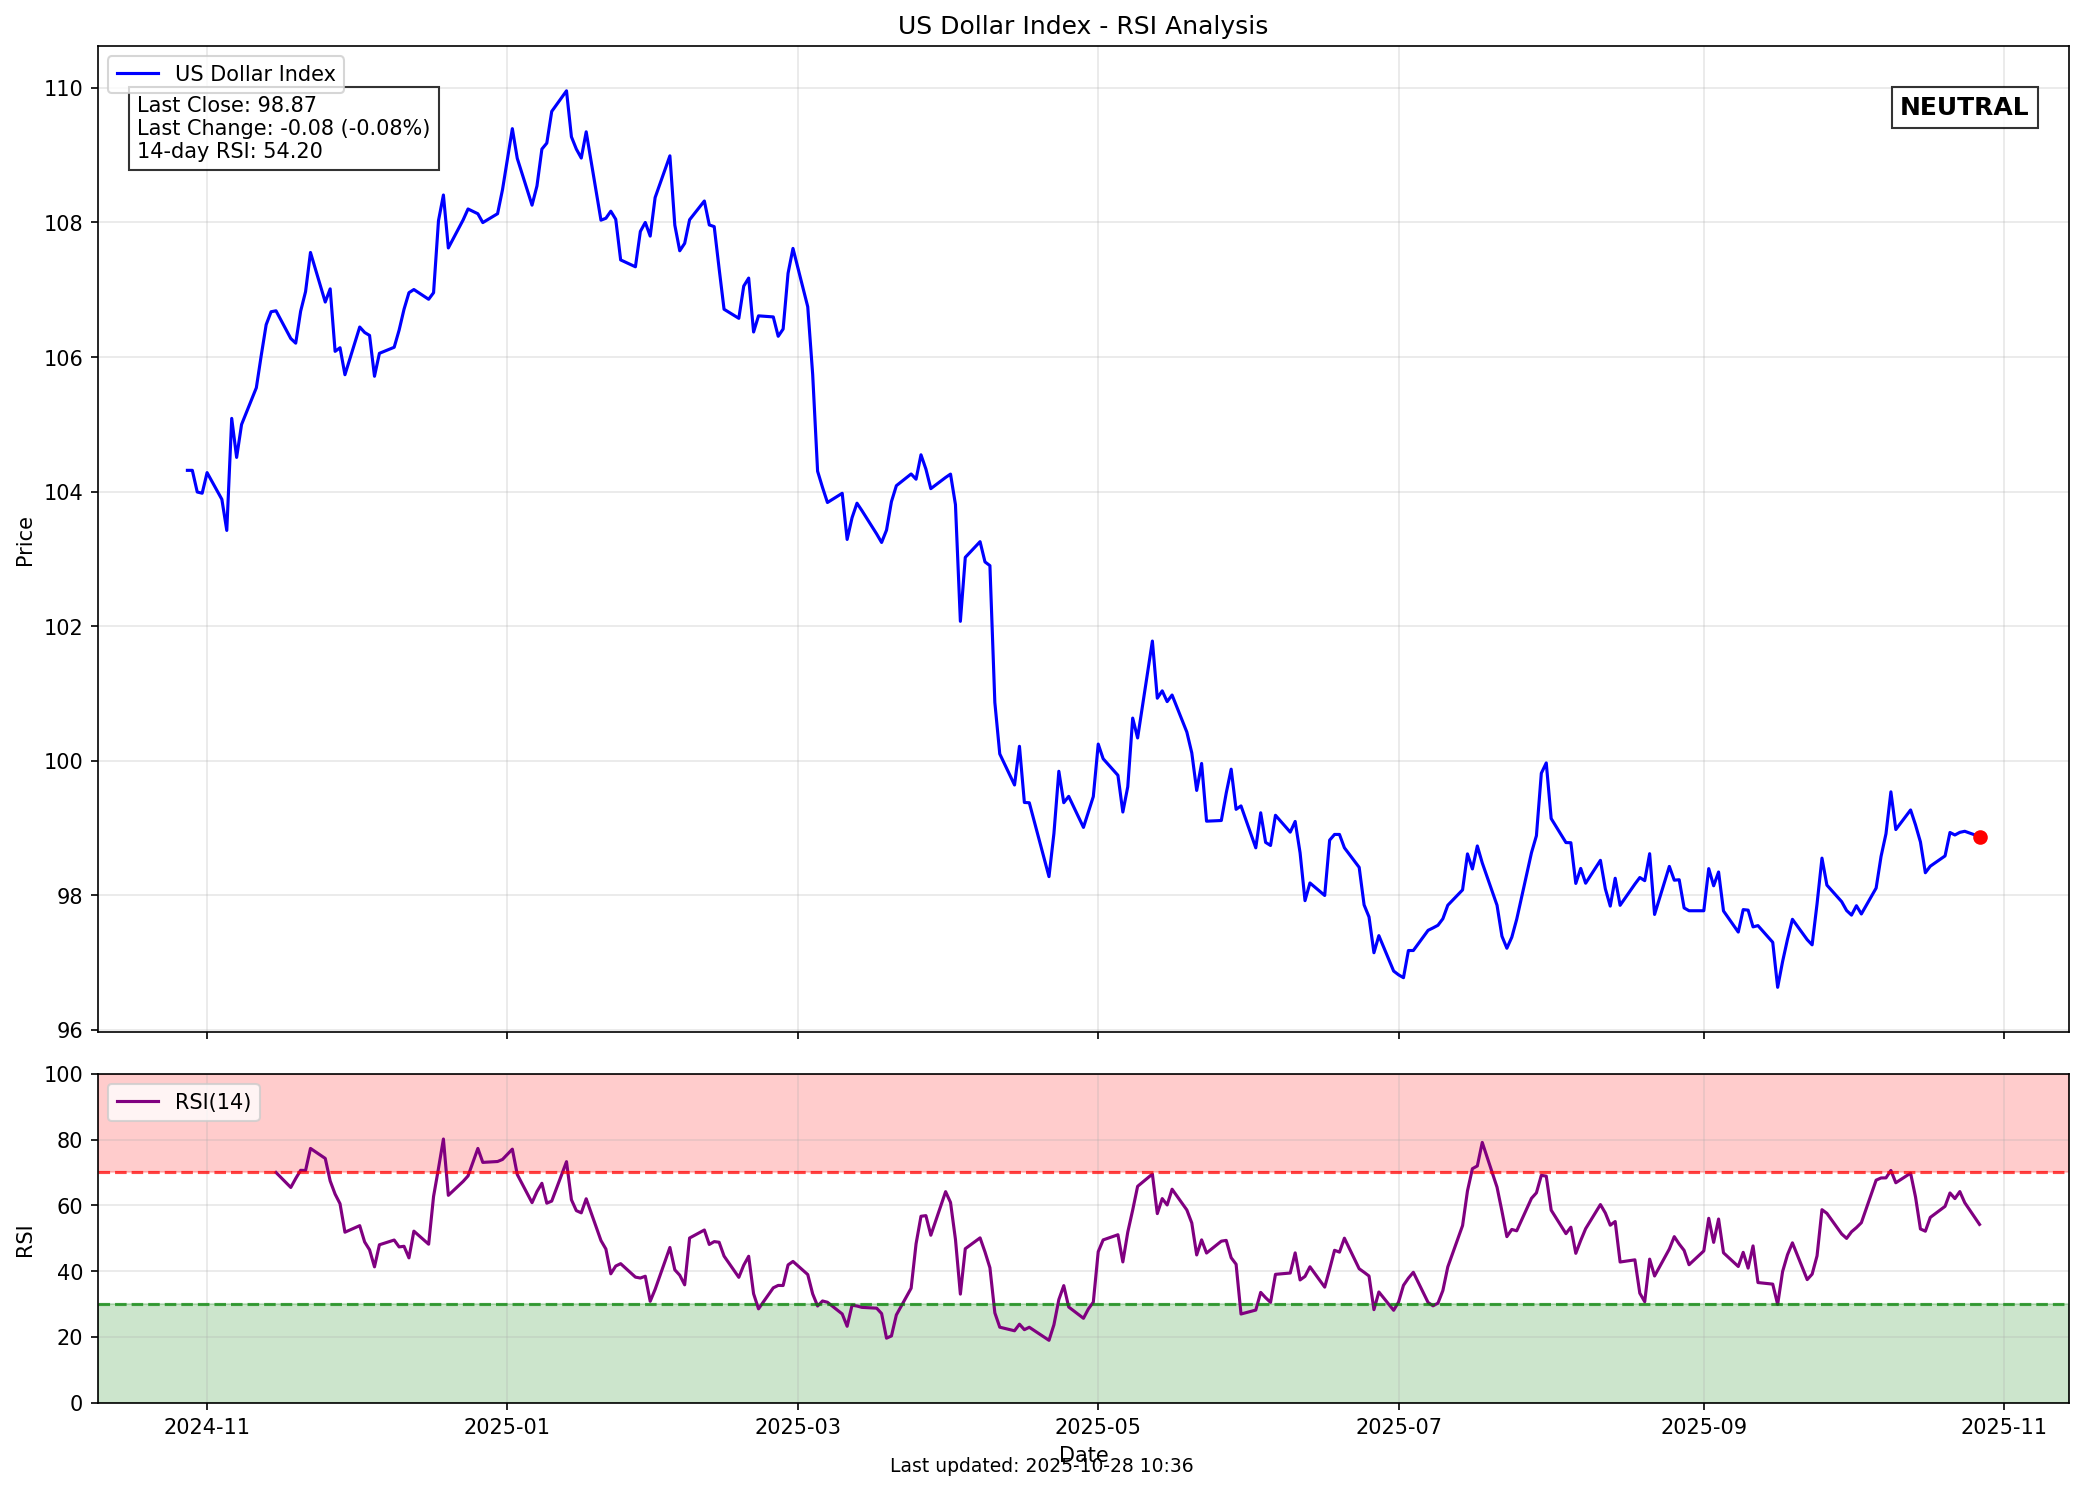 US Dollar Index - RSI Analysis
US Dollar Index
Last Close: 98.87
Last Change: -0.08 (-0.08%)
14-day RSI: 54.20
NEUTRAL
Price
110
108
106
104
102
100
98
96
RSI(14)
RSI
100
80
60
40
20
0
2024-11
2025-01
2025-03
2025-05
2025-07
2025-09
2025-11
Date
Last updated: 2025-10-28 10:36